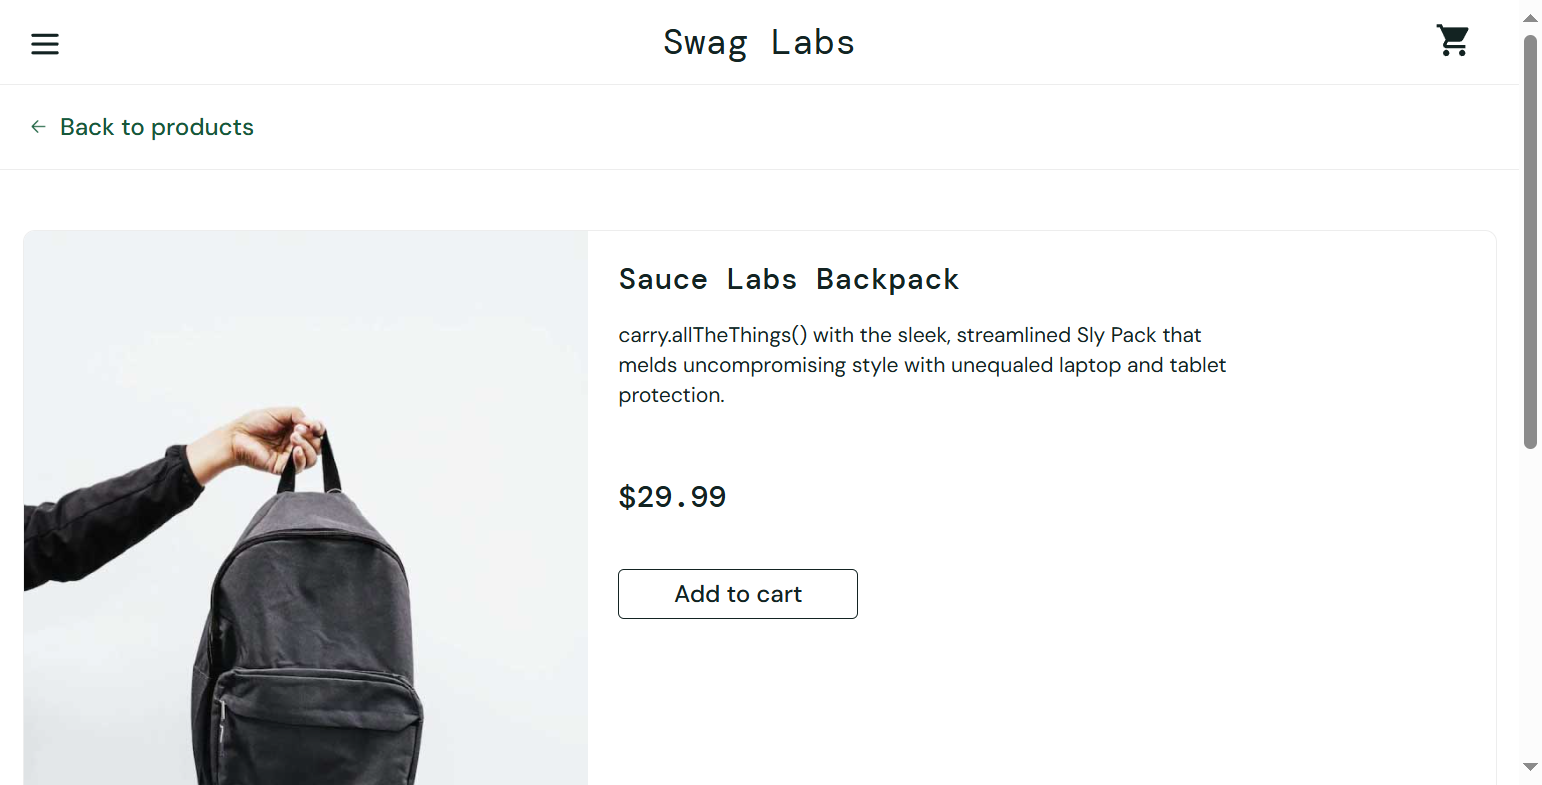 Swag Labs
Back to products
Sauce Labs Backpack
carry.allTheThings() with the sleek, streamlined Sly Pack that
melds uncompromising style with unequaled laptop and tablet
protection.
$29.99
Add to cart